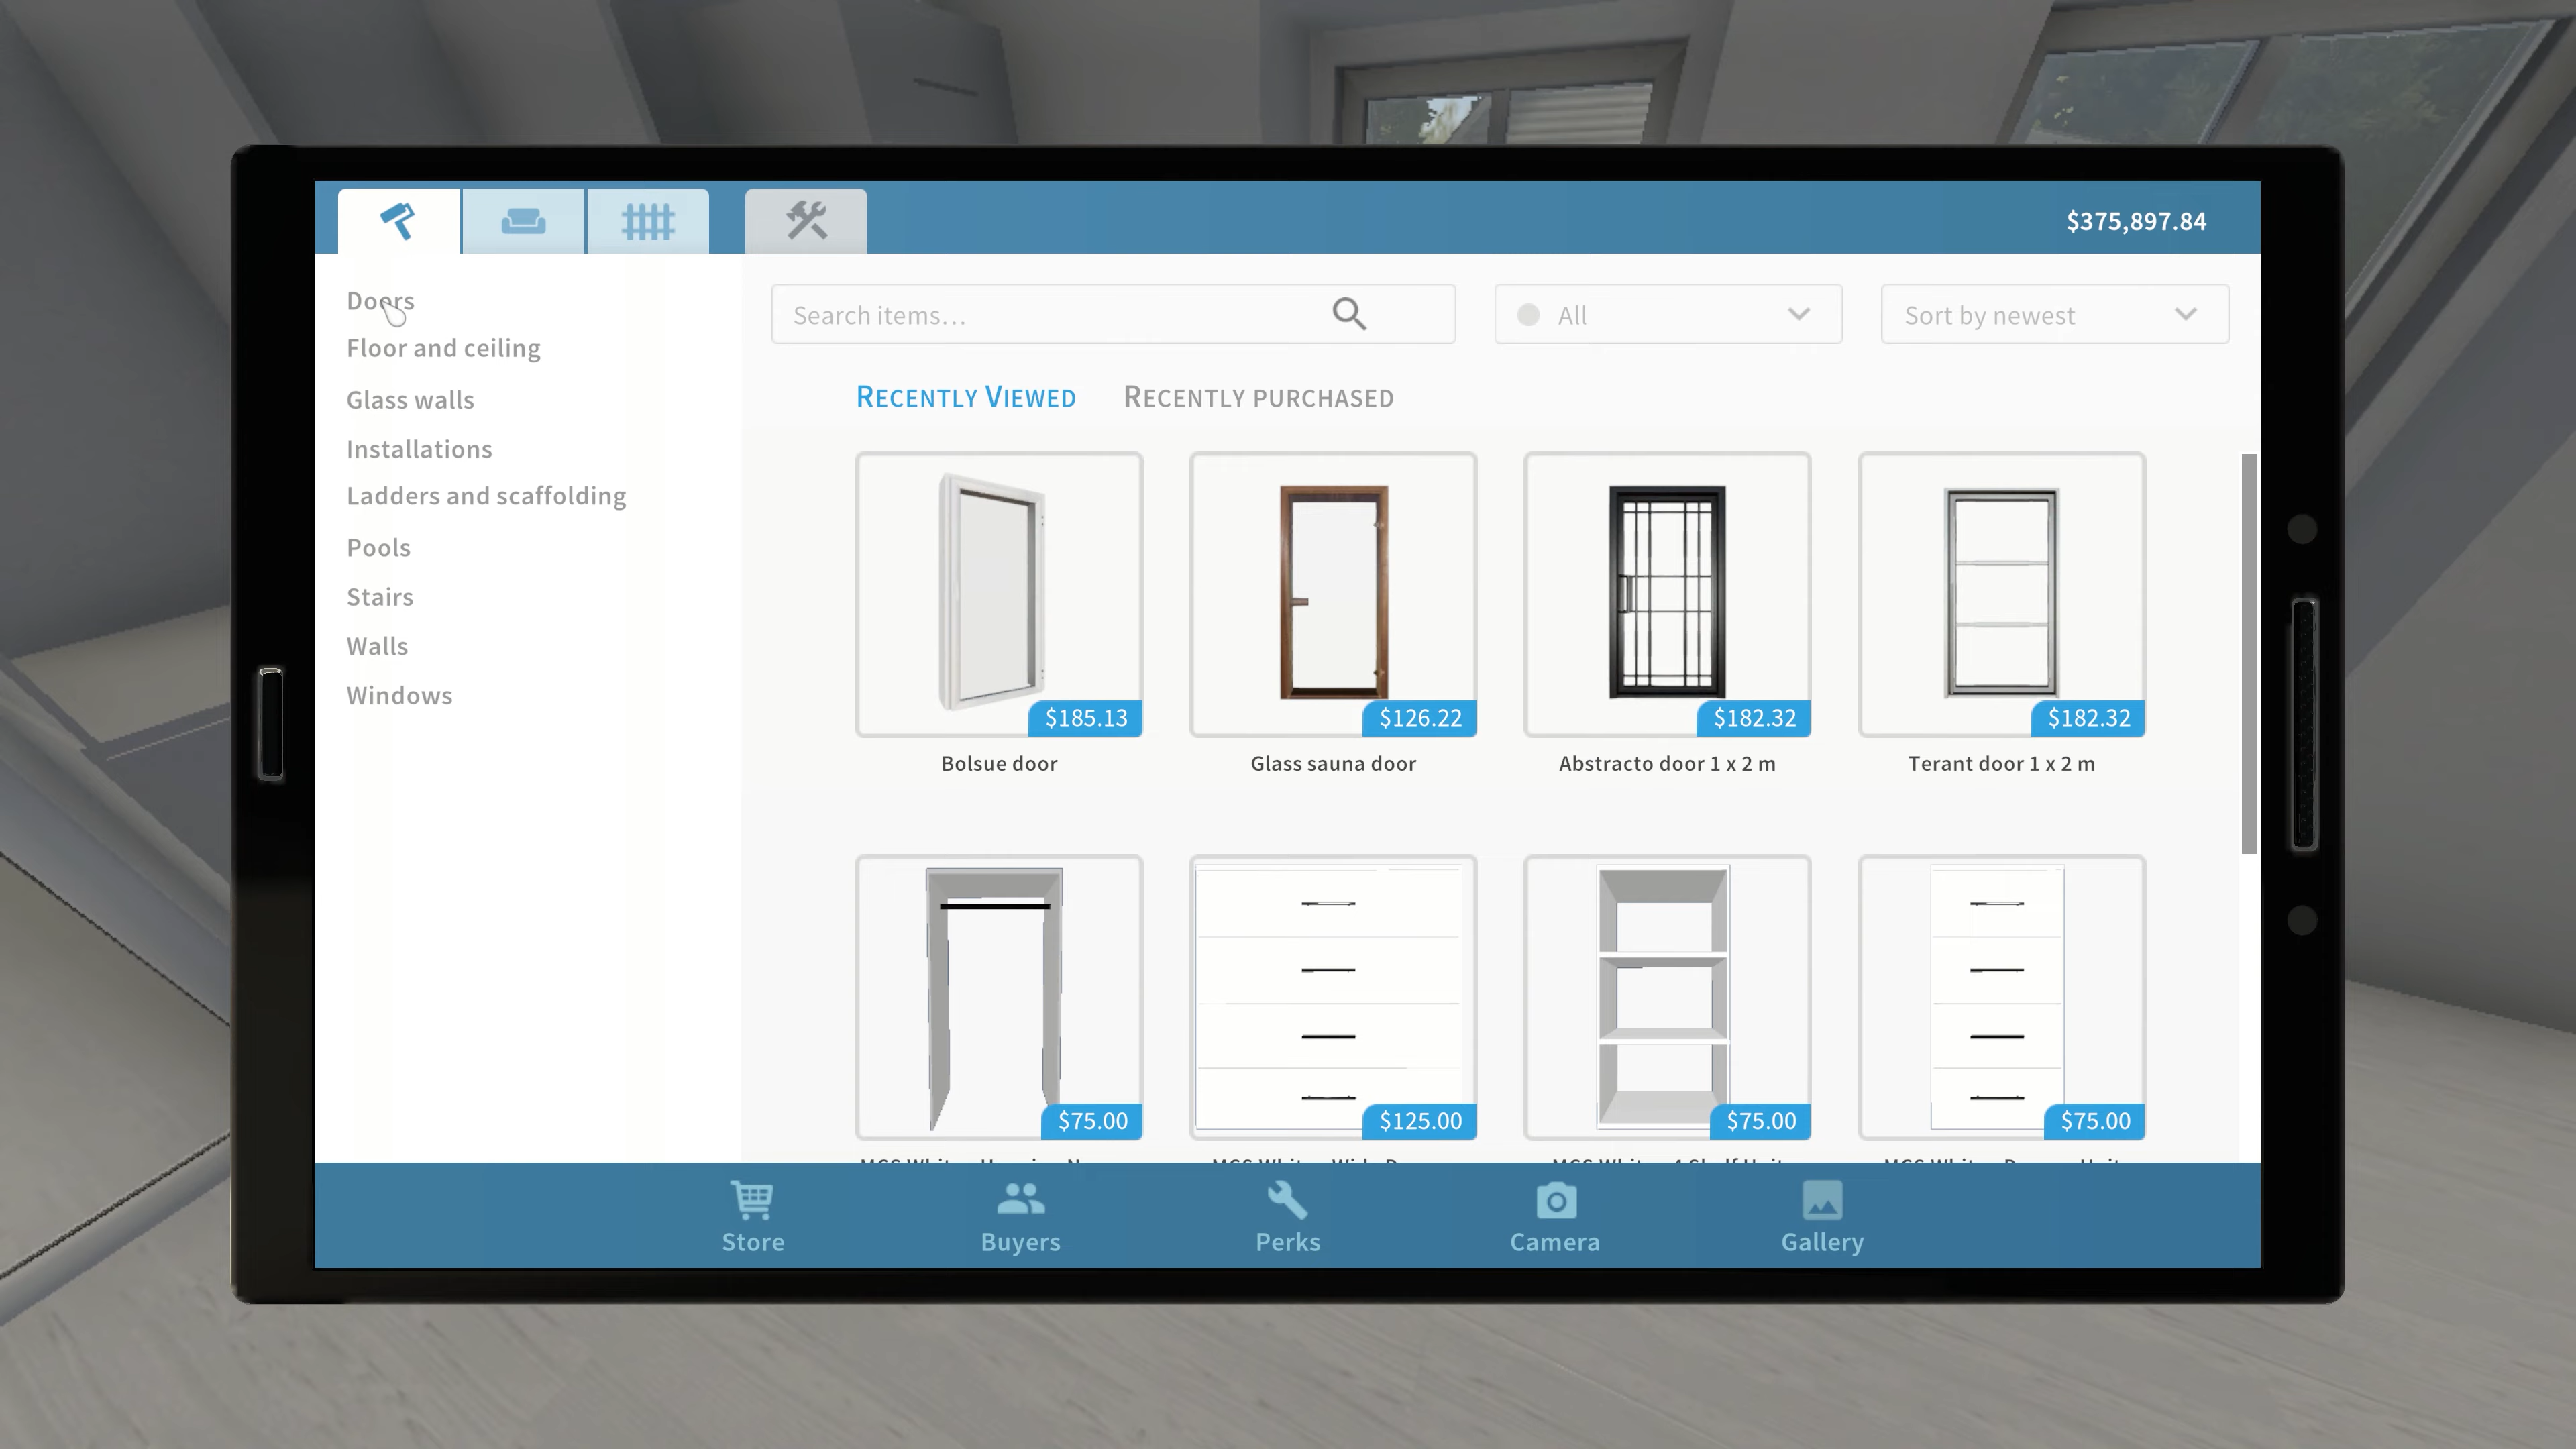 $375,897.84
Doors
Floor and ceiling
Glass walls
Installations
Ladders and scaffolding
Pools
Stairs
Walls
Windows
Search items...
All
Sort by newest
RECENTLY VIEWED
RECENTLY PURCHASED
$185.13
$126.22
$182.32
$182.32
Bolsue door
Glass sauna door
Abstracto door 1 x 2 m
Terant door 1 x 2 m
$75.00
$125.00
$75.00
$75.00
Store
Buyers
Perks
Camera
Gallery